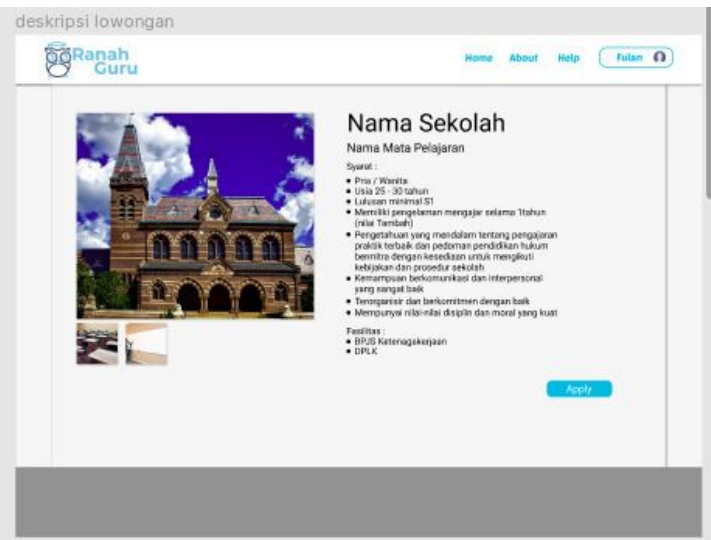 deskripsi lowongan
Ranah
Guru
Home About Help Fulan
Nama Sekolah
Nama Mata Pelajaran
Syarat :
• Pria / Wanita
• Usia 25 - 30 tahun
• Lulusan minimal S1
• Memiliki pengelaman mengajar selama 1tahun
(nilai Tambah)
• Pengetahuan yang mendalam tentang pengajaran
praktik terbaik dan pedoman pendidikan hukum
bermitra dengan kesediaan untuk mengikuti
kebijakan dan prosedur sekolah
• Kemampuan berkomunikasi dan interpersonal
yang sangat baik
• Terorganisir dan berkomitmen dengan baik
• Mempunyai nilai-nilai disiplin dan moral yang kuat
Fasilitas :
• BPJS Ketenagakerjaan
• DPLK
Apply